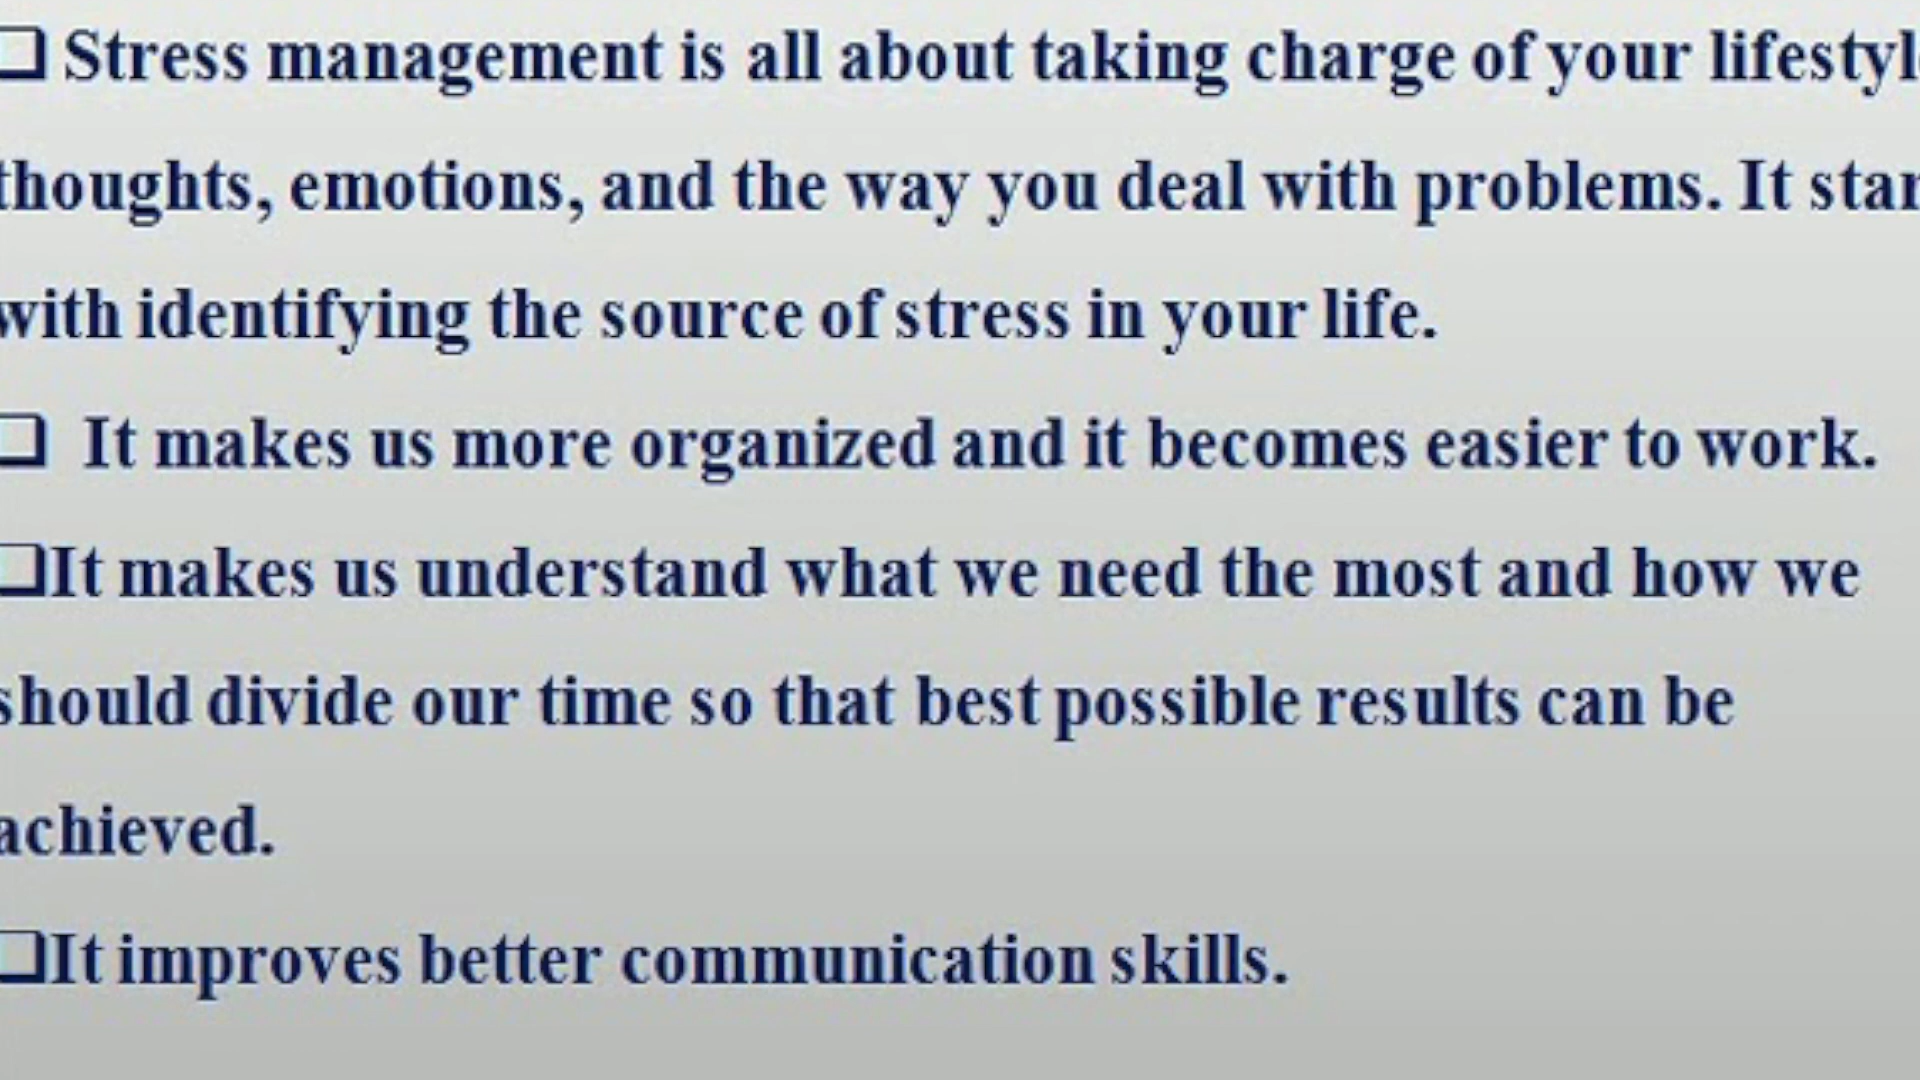 ❑ Stress management is all about taking charge of your
thoughts, emotions, and the way you deal with problems. It
with identifying the source of stress in your life.
❑ It makes us more organized and it becomes easier to work.
❑It makes us understand what we need the most and how we
should divide our time so that best possible results can be
achieved.
❑It improves better communication skills.